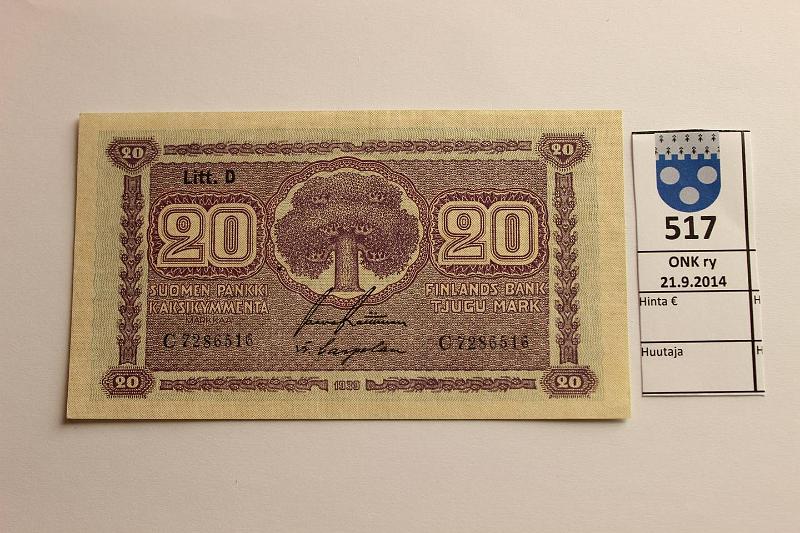 20 20
Litt. D
20 20
SUOMEN PANKKI FINLANDS BANK
KAKSIKYMMENTÄ TJUGU MARK
MARKKAA
C 7286516 C 7286516
20 1939 20
517
ONK ry
21.9.2014
Hinta € H
Huutaja H